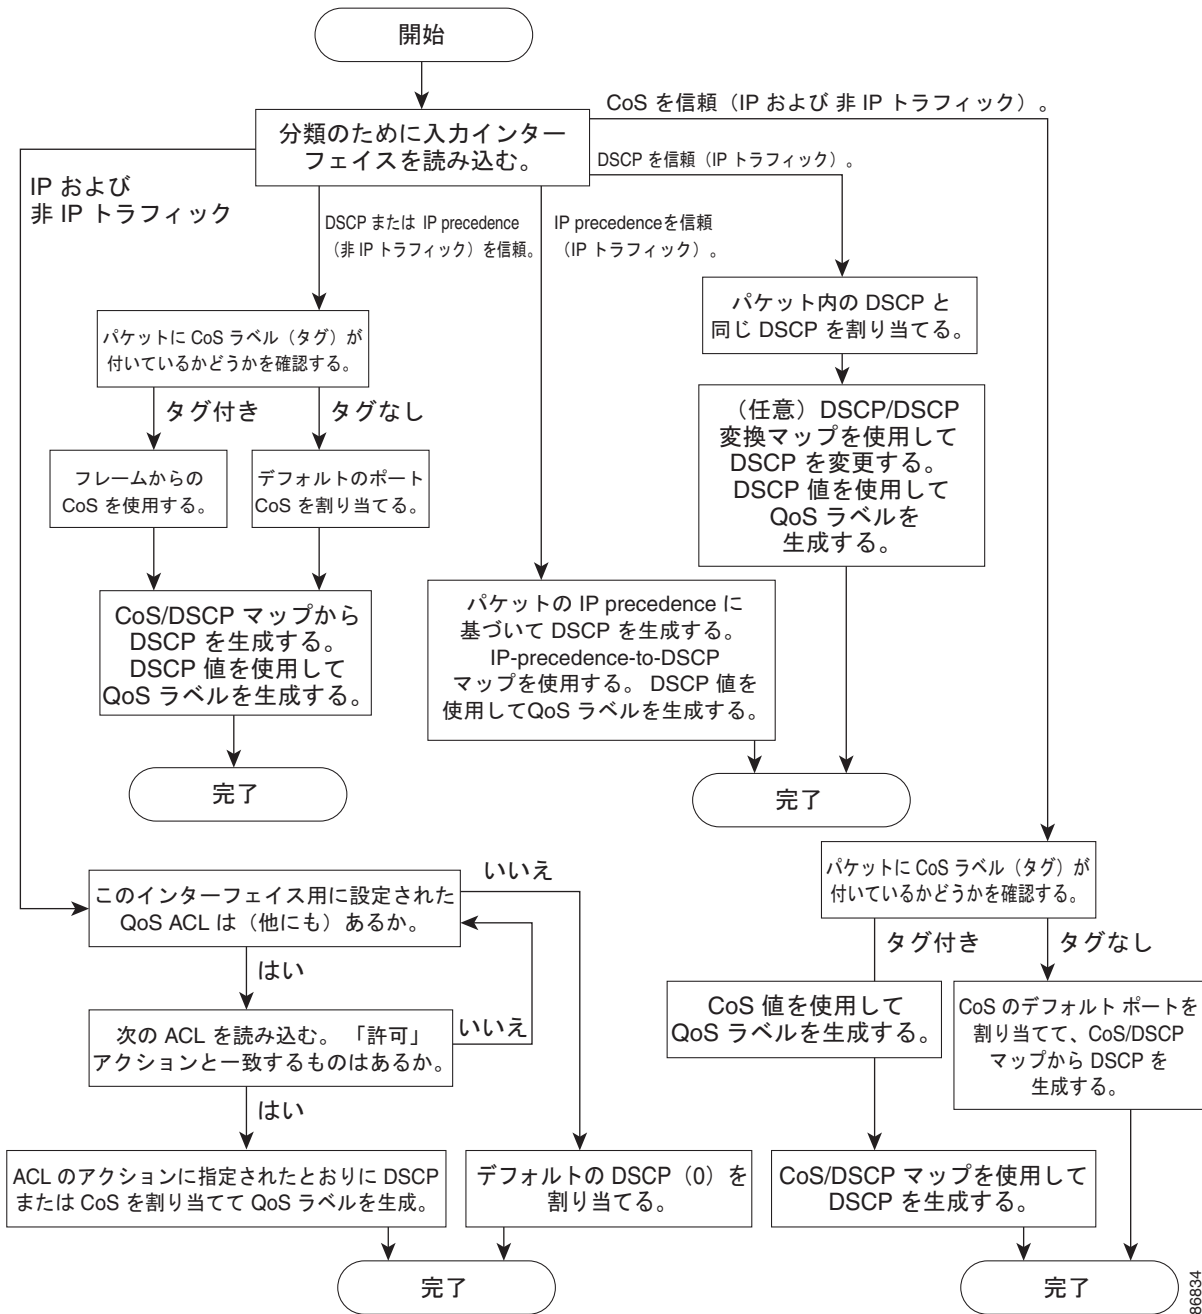 開始
CoS を信頼（IP および 非 IP トラフィック）。
分類のために入力インター
フェイスを読み込む。
DSCP を信頼（IP トラフィック）。
IP および
非 IP トラフィック
DSCP または IP precedence
（非 IP トラフィック）を信頼。
IP precedenceを信頼
（IP トラフィック）。
パケット内の DSCP と
同じ DSCP を割り当てる。
パケットに CoS ラベル（タグ）が
付いているかどうかを確認する。
タグ付き
タグなし
（任意）DSCP/DSCP
変換マップを使用して
DSCP を変更する。
DSCP 値を使用して
QoS ラベルを
生成する。
フレームからの
CoS を使用する。
デフォルトのポート
CoS を割り当てる。
CoS/DSCP マップから
DSCP を生成する。
DSCP 値を使用して
QoS ラベルを生成する。
パケットの IP precedence に
基づいて DSCP を生成する。
IP-precedence-to-DSCP
マップを使用する。 DSCP 値を
使用してQoS ラベルを生成する。
完了
完了
パケットに CoS ラベル（タグ）が
付いているかどうかを確認する。
いいえ
このインターフェイス用に設定された
QoS ACL は（他にも）あるか。
タグ付き
タグなし
はい
CoS 値を使用して
QoS ラベルを生成する。
CoS のデフォルト ポートを
割り当てて、CoS/DSCP
マップから DSCP を
生成する。
次の ACL を読み込む。 「許可」
アクションと一致するものはあるか。
いいえ
はい
ACL のアクションに指定されたとおりに DSCP
または CoS を割り当てて QoS ラベルを生成。
デフォルトの DSCP（0）を
割り当てる。
CoS/DSCP マップを使用して
DSCP を生成する。
完了
完了
86834